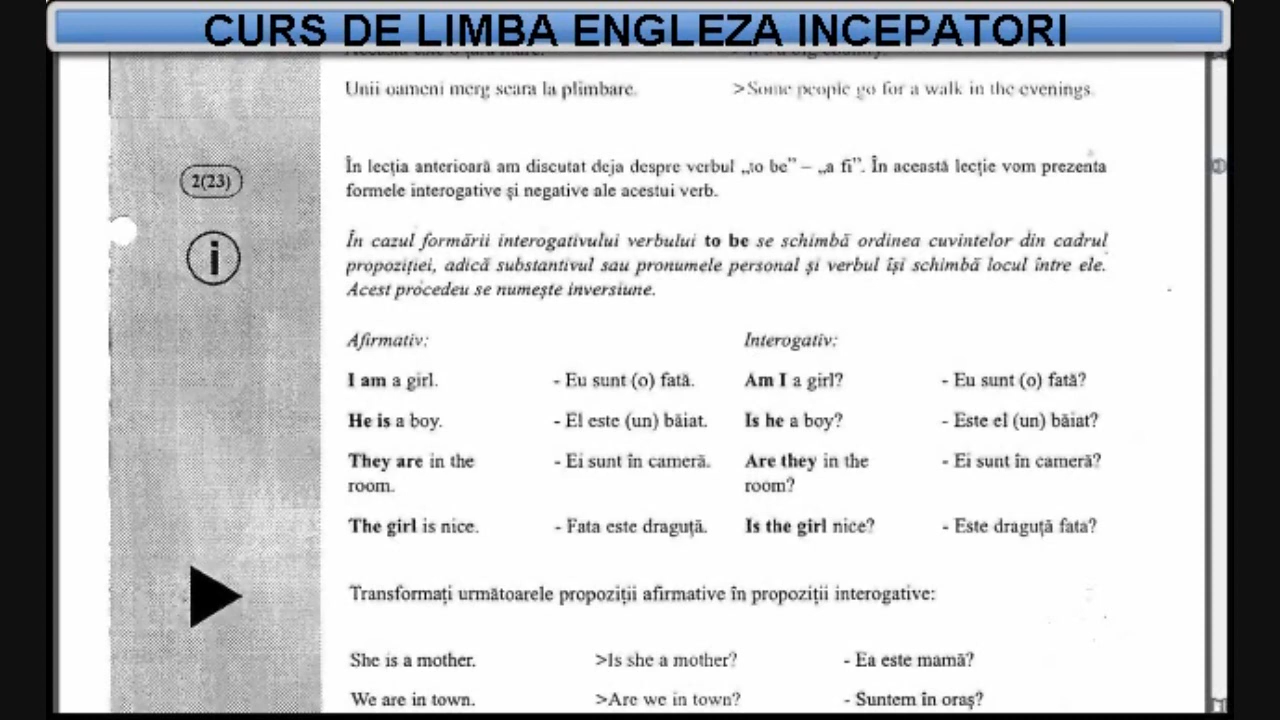 CURS DE LIMBA ENGLEZA INCEPATORI
Unii oameni merg seara la plimbare. >Some people go for a walk in the evenings.
2(23)
În lecția anterioară am discutat deja despre verbul „to be” – „a fi”. În această lecție vom prezenta
formele interogative și negative ale acestui verb.
i
În cazul formării interogativului verbului to be se schimbă ordinea cuvintelor din cadrul
propoziției, adică substantivul sau pronumele personal și verbul își schimbă locul între ele.
Acest procedeu se numește inversiune.
Afirmativ: Interogativ:
I am a girl. - Eu sunt (o) fată. Am I a girl? - Eu sunt (o) fată?
He is a boy. - El este (un) băiat. Is he a boy? - Este el (un) băiat?
They are in the - Ei sunt în cameră. Are they in the - Ei sunt în cameră?
room. room?
The girl is nice. - Fata este draguță. Is the girl nice? - Este draguță fata?
Transformați următoarele propoziții afirmative în propoziții interogative:
She is a mother. >Is she a mother? - Ea este mamă?
We are in town. >Are we in town? - Suntem în oraș?